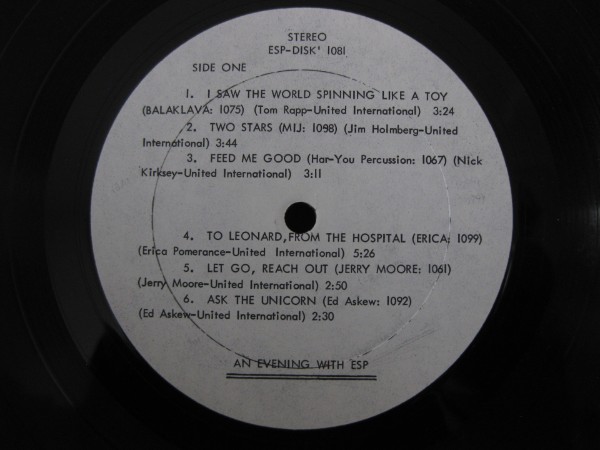 STEREO
ESP-DISK' 1081
SIDE ONE
1. I SAW THE WORLD SPINNING LIKE A TOY
(BALAKLAVA: 1075) (Tom Rapp-United International) 3:24
2. TWO STARS (MIJ: 1098) (Jim Holmberg-United
International) 3:44
3. FEED ME GOOD (Har-You Percussion: 1067) (Nick
Kirksey-United International) 3:11
4. TO LEONARD, FROM THE HOSPITAL (ERICA: 1099)
(Erica Pomerance-United International) 5:26
5. LET GO, REACH OUT (JERRY MOORE: 1061)
(Jerry Moore-United International) 2:50
6. ASK THE UNICORN (Ed Askew: 1092)
(Ed Askew-United International) 2:30
AN EVENING WITH ESP